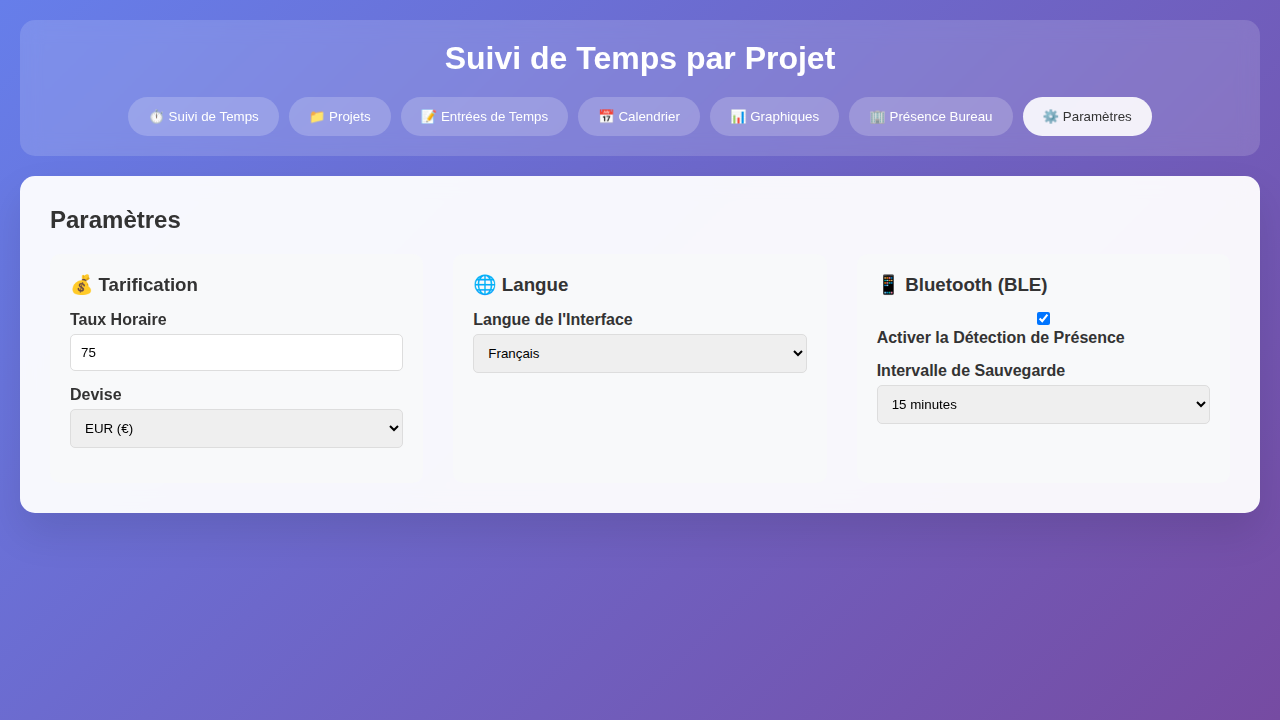 Suivi de Temps par Projet
⏱️ Suivi de Temps
📁 Projets
📝 Entrées de Temps
📅 Calendrier
📊 Graphiques
🏢 Présence Bureau
⚙️ Paramètres
Paramètres
💰 Tarification
Taux Horaire
75
Devise
EUR (€)
🌐 Langue
Langue de l'Interface
Français
📱 Bluetooth (BLE)
Activer la Détection de Présence
Intervalle de Sauvegarde
15 minutes